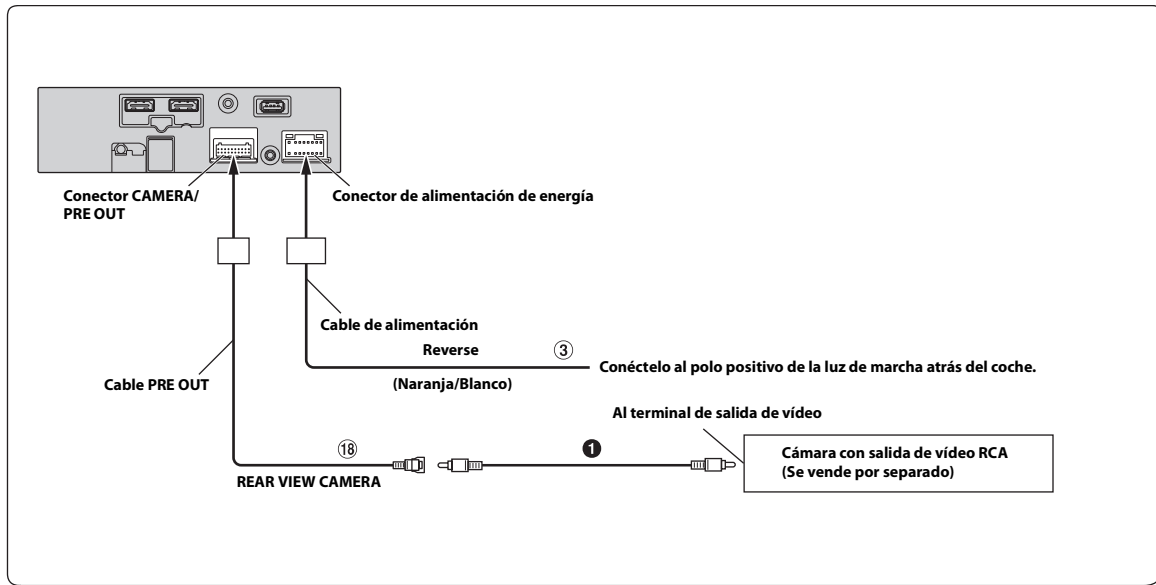 Conector CAMERA/
PRE OUT
Conector de alimentación de energía
Cable de alimentación
Reverse
③
Conéctelo al polo positivo de la luz de marcha atrás del coche.
Cable PRE OUT
(Naranja/Blanco)
Al terminal de salida de vídeo
⑱
❶
Cámara con salida de vídeo RCA
(Se vende por separado)
REAR VIEW CAMERA